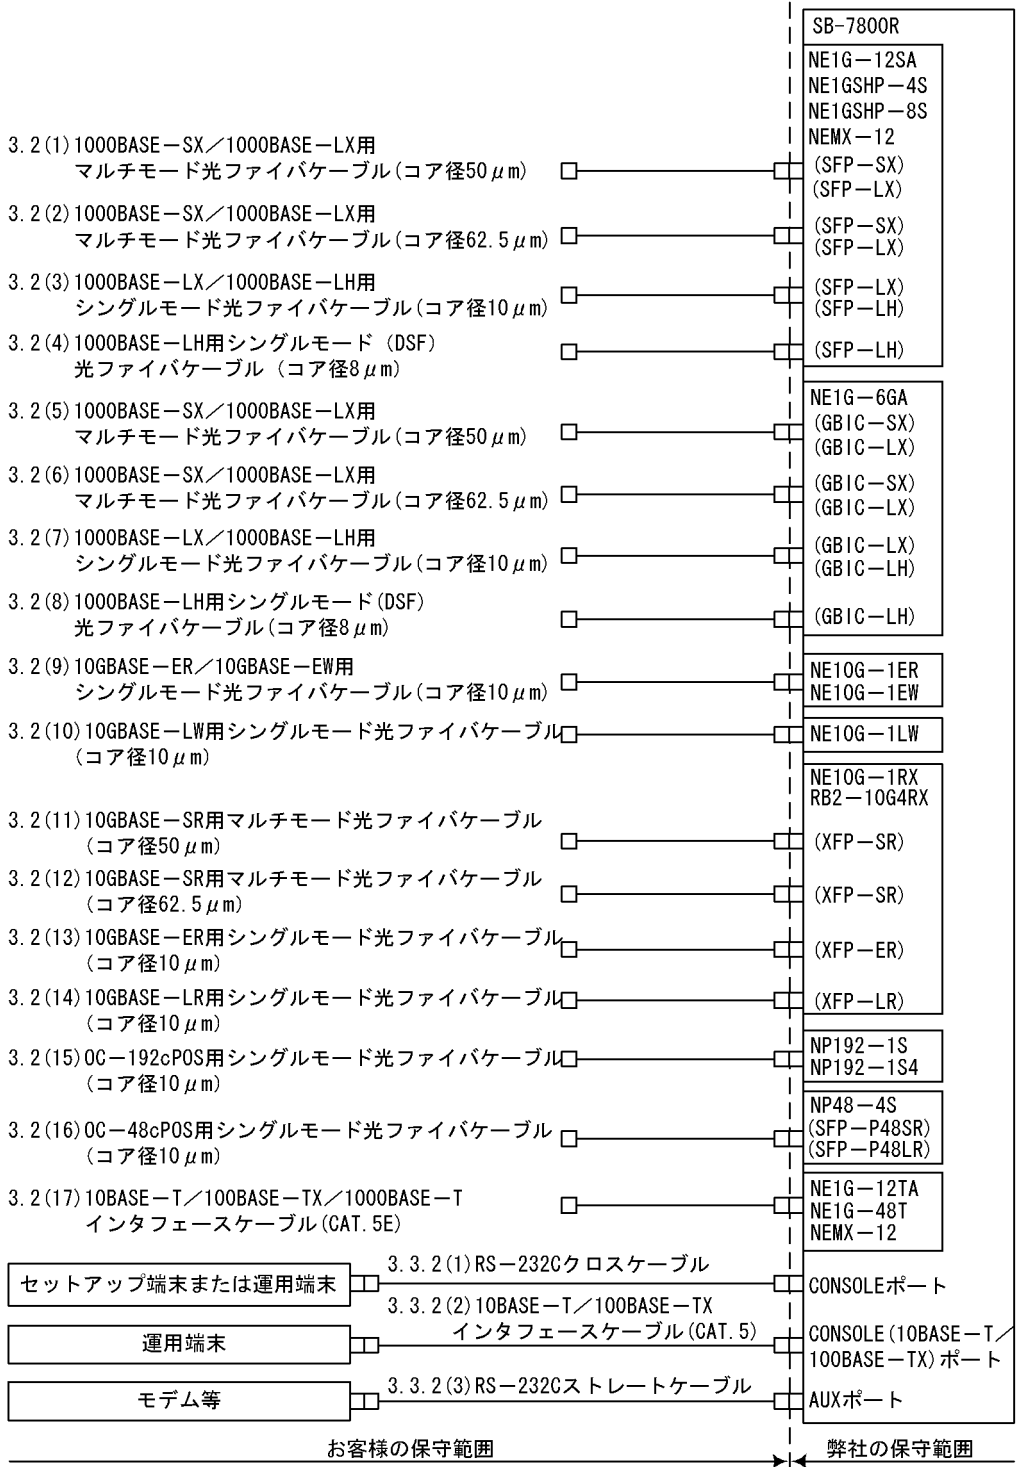 SB-7800R
NE1G－12SA
NE1GSHP－4S
NE1GSHP－8S
NEMX－12
3.2(1)1000BASE－SX／1000BASE－LX用
マルチモード光ファイバケーブル(コア径50μm)
(SFP－SX)
(SFP－LX)
3.2(2)1000BASE－SX／1000BASE－LX用
マルチモード光ファイバケーブル(コア径62.5μm)
(SFP－SX)
(SFP－LX)
3.2(3)1000BASE－LX／1000BASE－LH用
シングルモード光ファイバケーブル(コア径10μm)
(SFP－LX)
(SFP－LH)
3.2(4)1000BASE－LH用シングルモード（DSF)
光ファイバケーブル（コア径8μm)
(SFP－LH)
NE1G－6GA
3.2(5)1000BASE－SX／1000BASE－LX用
マルチモード光ファイバケーブル(コア径50μm)
(GBIC－SX)
(GBIC－LX)
3.2(6)1000BASE－SX／1000BASE－LX用
マルチモード光ファイバケーブル(コア径62.5μm)
(GBIC－SX)
(GBIC－LX)
3.2(7)1000BASE－LX／1000BASE－LH用
シングルモード光ファイバケーブル(コア径10μm)
(GBIC－LX)
(GBIC－LH)
3.2(8)1000BASE－LH用シングルモード(DSF)
光ファイバケーブル(コア径8μm)
(GBIC－LH)
3.2(9)10GBASE－ER／10GBASE－EW用
シングルモード光ファイバケーブル(コア径10μm)
NE10G－1ER
NE10G－1EW
3.2(10)10GBASE－LW用シングルモード光ファイバケーブル
(コア径10μm)
NE10G－1LW
NE10G－1RX
RB2－10G4RX
3.2(11)10GBASE－SR用マルチモード光ファイバケーブル
(コア径50μm)
(XFP－SR)
3.2(12)10GBASE－SR用マルチモード光ファイバケーブル
(コア径62.5μm)
(XFP－SR)
3.2(13)10GBASE－ER用シングルモード光ファイバケーブル
(コア径10μm)
(XFP－ER)
3.2(14)10GBASE－LR用シングルモード光ファイバケーブル
(コア径10μm)
(XFP－LR)
3.2(15)OC－192cPOS用シングルモード光ファイバケーブル
(コア径10μm)
NP192－1S
NP192－1S4
3.2(16)OC－48cPOS用シングルモード光ファイバケーブル
(コア径10μm)
NP48－4S
(SFP－P48SR)
(SFP－P48LR)
3.2(17)10BASE－T／100BASE－TX／1000BASE－T
インタフェースケーブル(CAT.5E)
NE1G－12TA
NE1G－48T
NEMX－12
セットアップ端末または運用端末
3.3.2(1)RS－232Cクロスケーブル
CONSOLEポート
運用端末
3.3.2(2)10BASE－T／100BASE－TX
インタフェースケーブル(CAT.5)
CONSOLE(10BASE－T／
100BASE－TX)ポート
モデム等
3.3.2(3)RS－232Cストレートケーブル
AUXポート
お客様の保守範囲
弊社の保守範囲